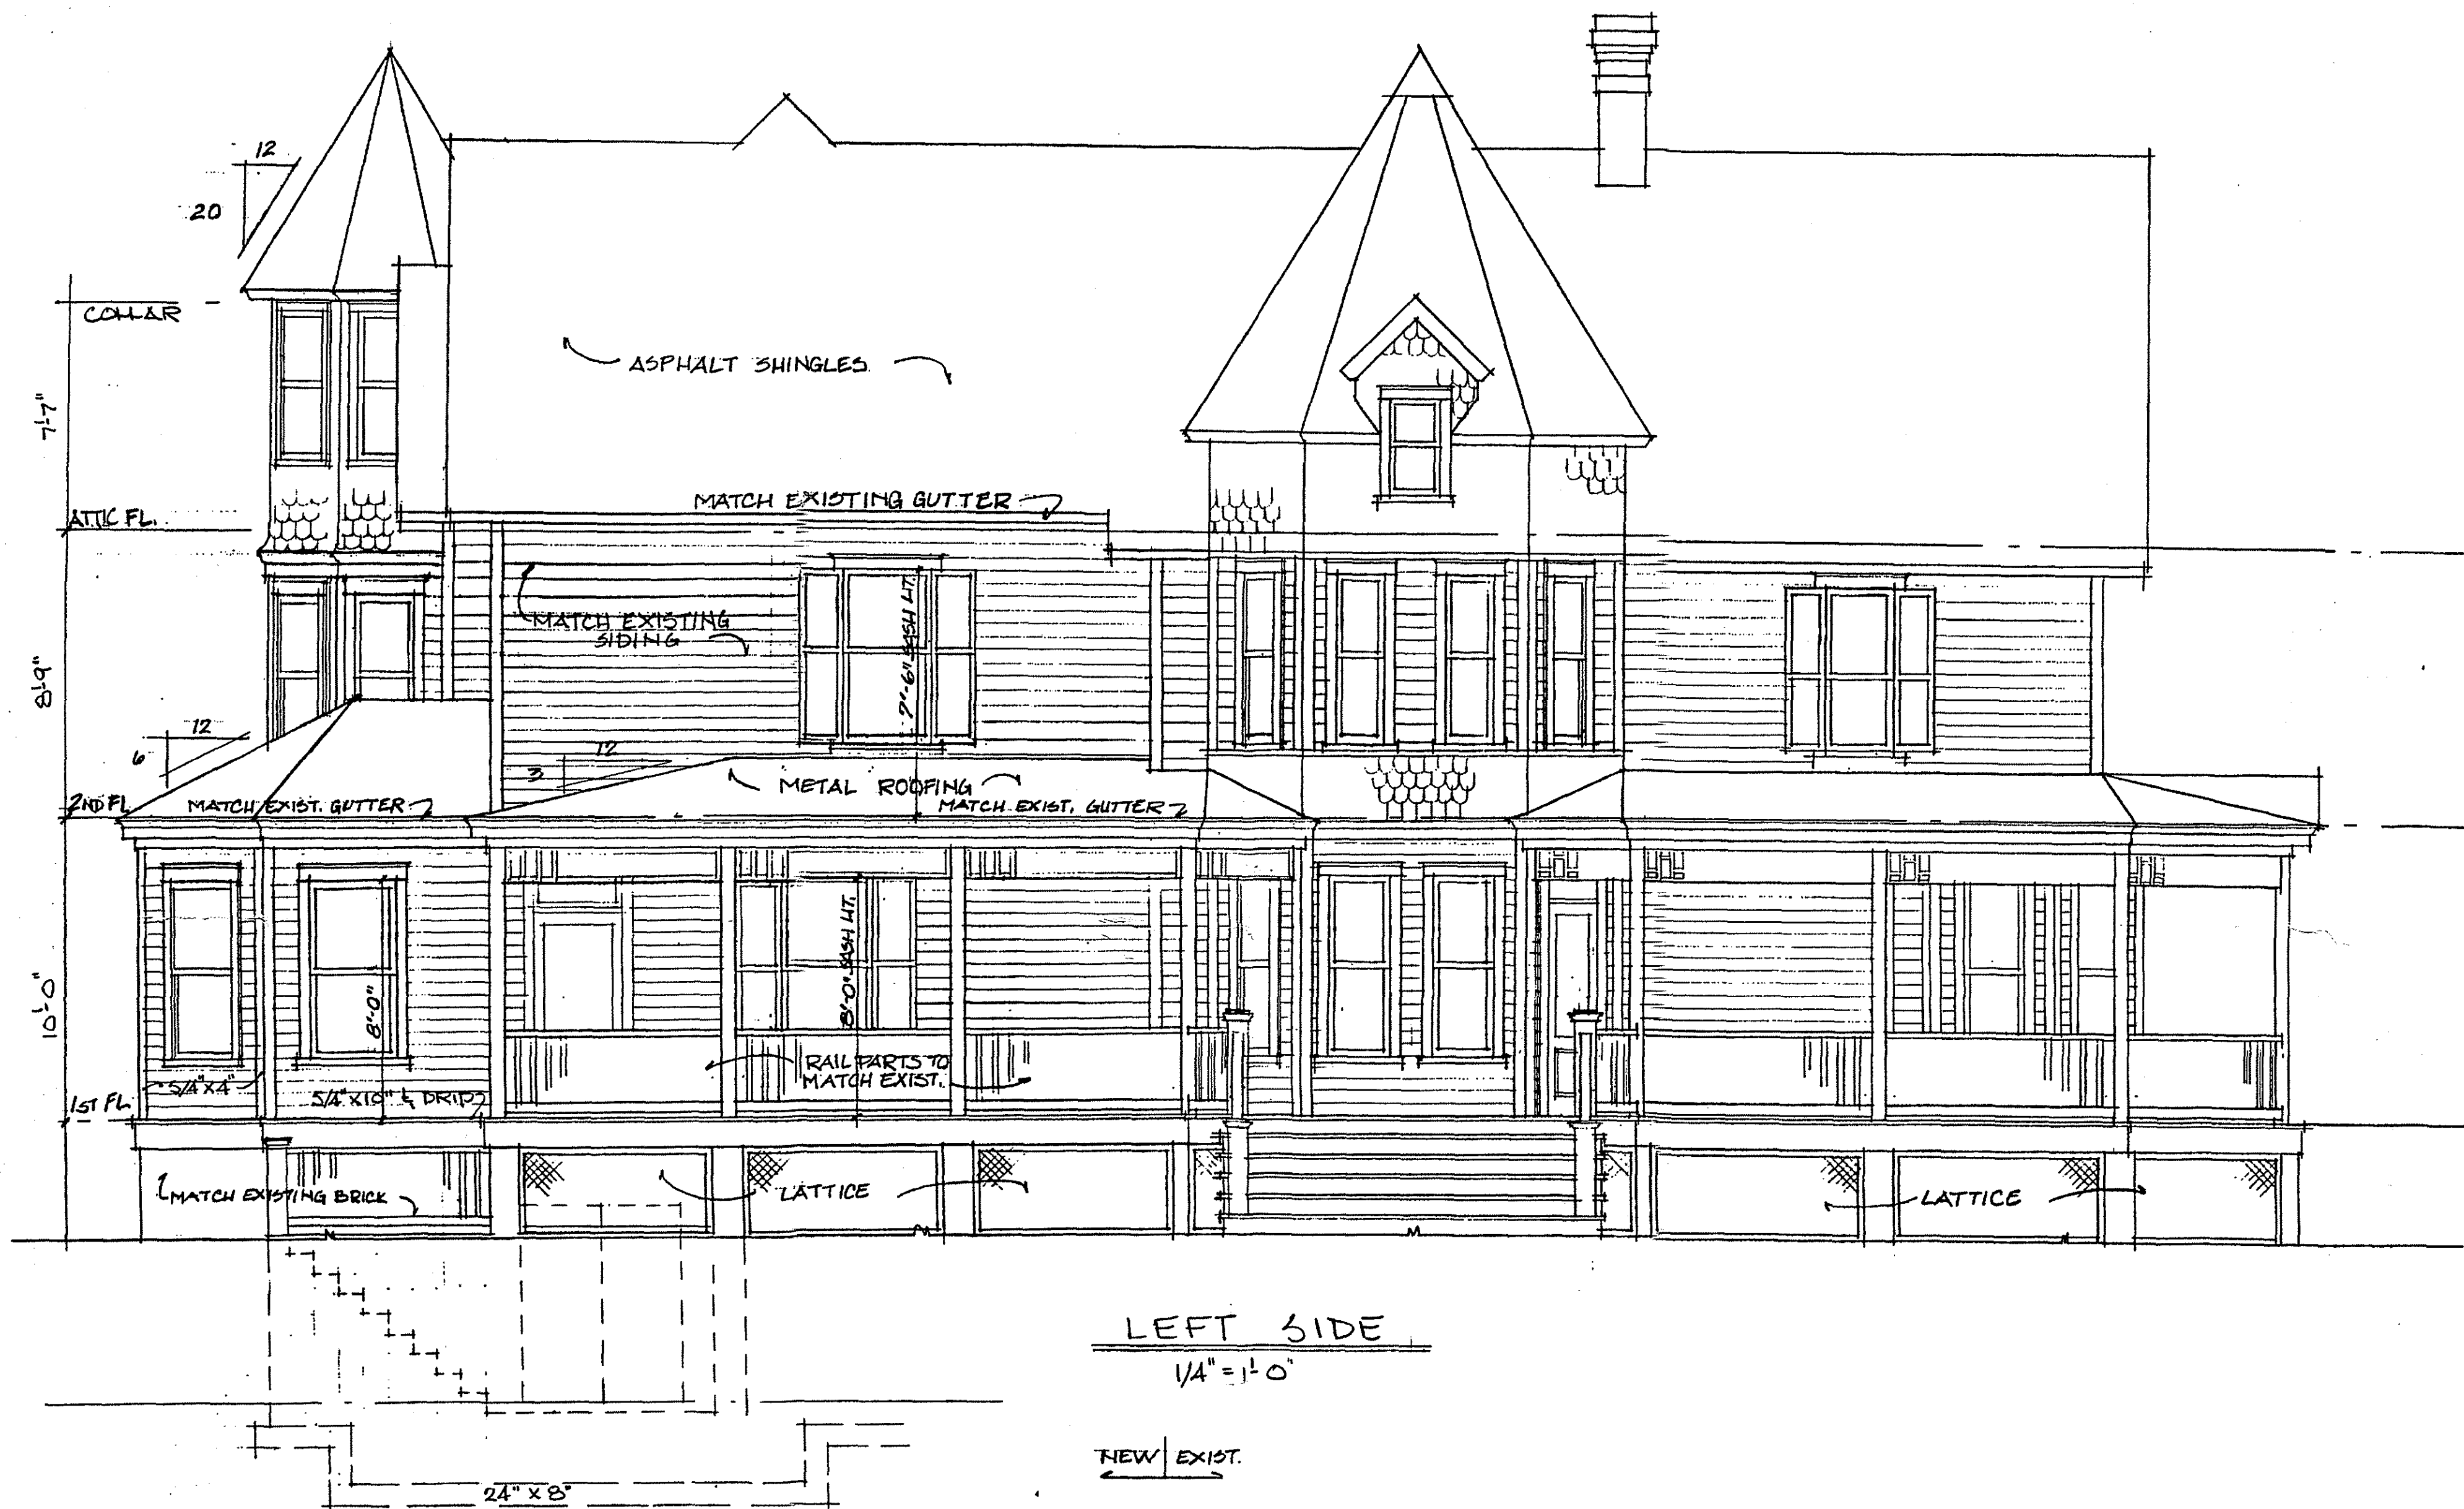 12
20
COLLAR
ASPHALT SHINGLES
7'-7"
MATCH EXISTING GUTTER
ATTIC FL.
MATCH EXISTING
SIDING
7'-6" SASH HT.
8'-9"
12
6
12
3
METAL ROOFING
2ND FL
MATCH EXIST. GUTTER
MATCH EXIST. GUTTER
10'-0"
8'-0"
8'-0" SASH HT.
RAIL PARTS TO
MATCH EXIST.
5/4"X4"
5/4"X10" & DRIP
1ST FL
MATCH EXISTING BRICK
LATTICE
LATTICE
LEFT SIDE
1/4"=1'-0"
NEW EXIST.
24" X 8"